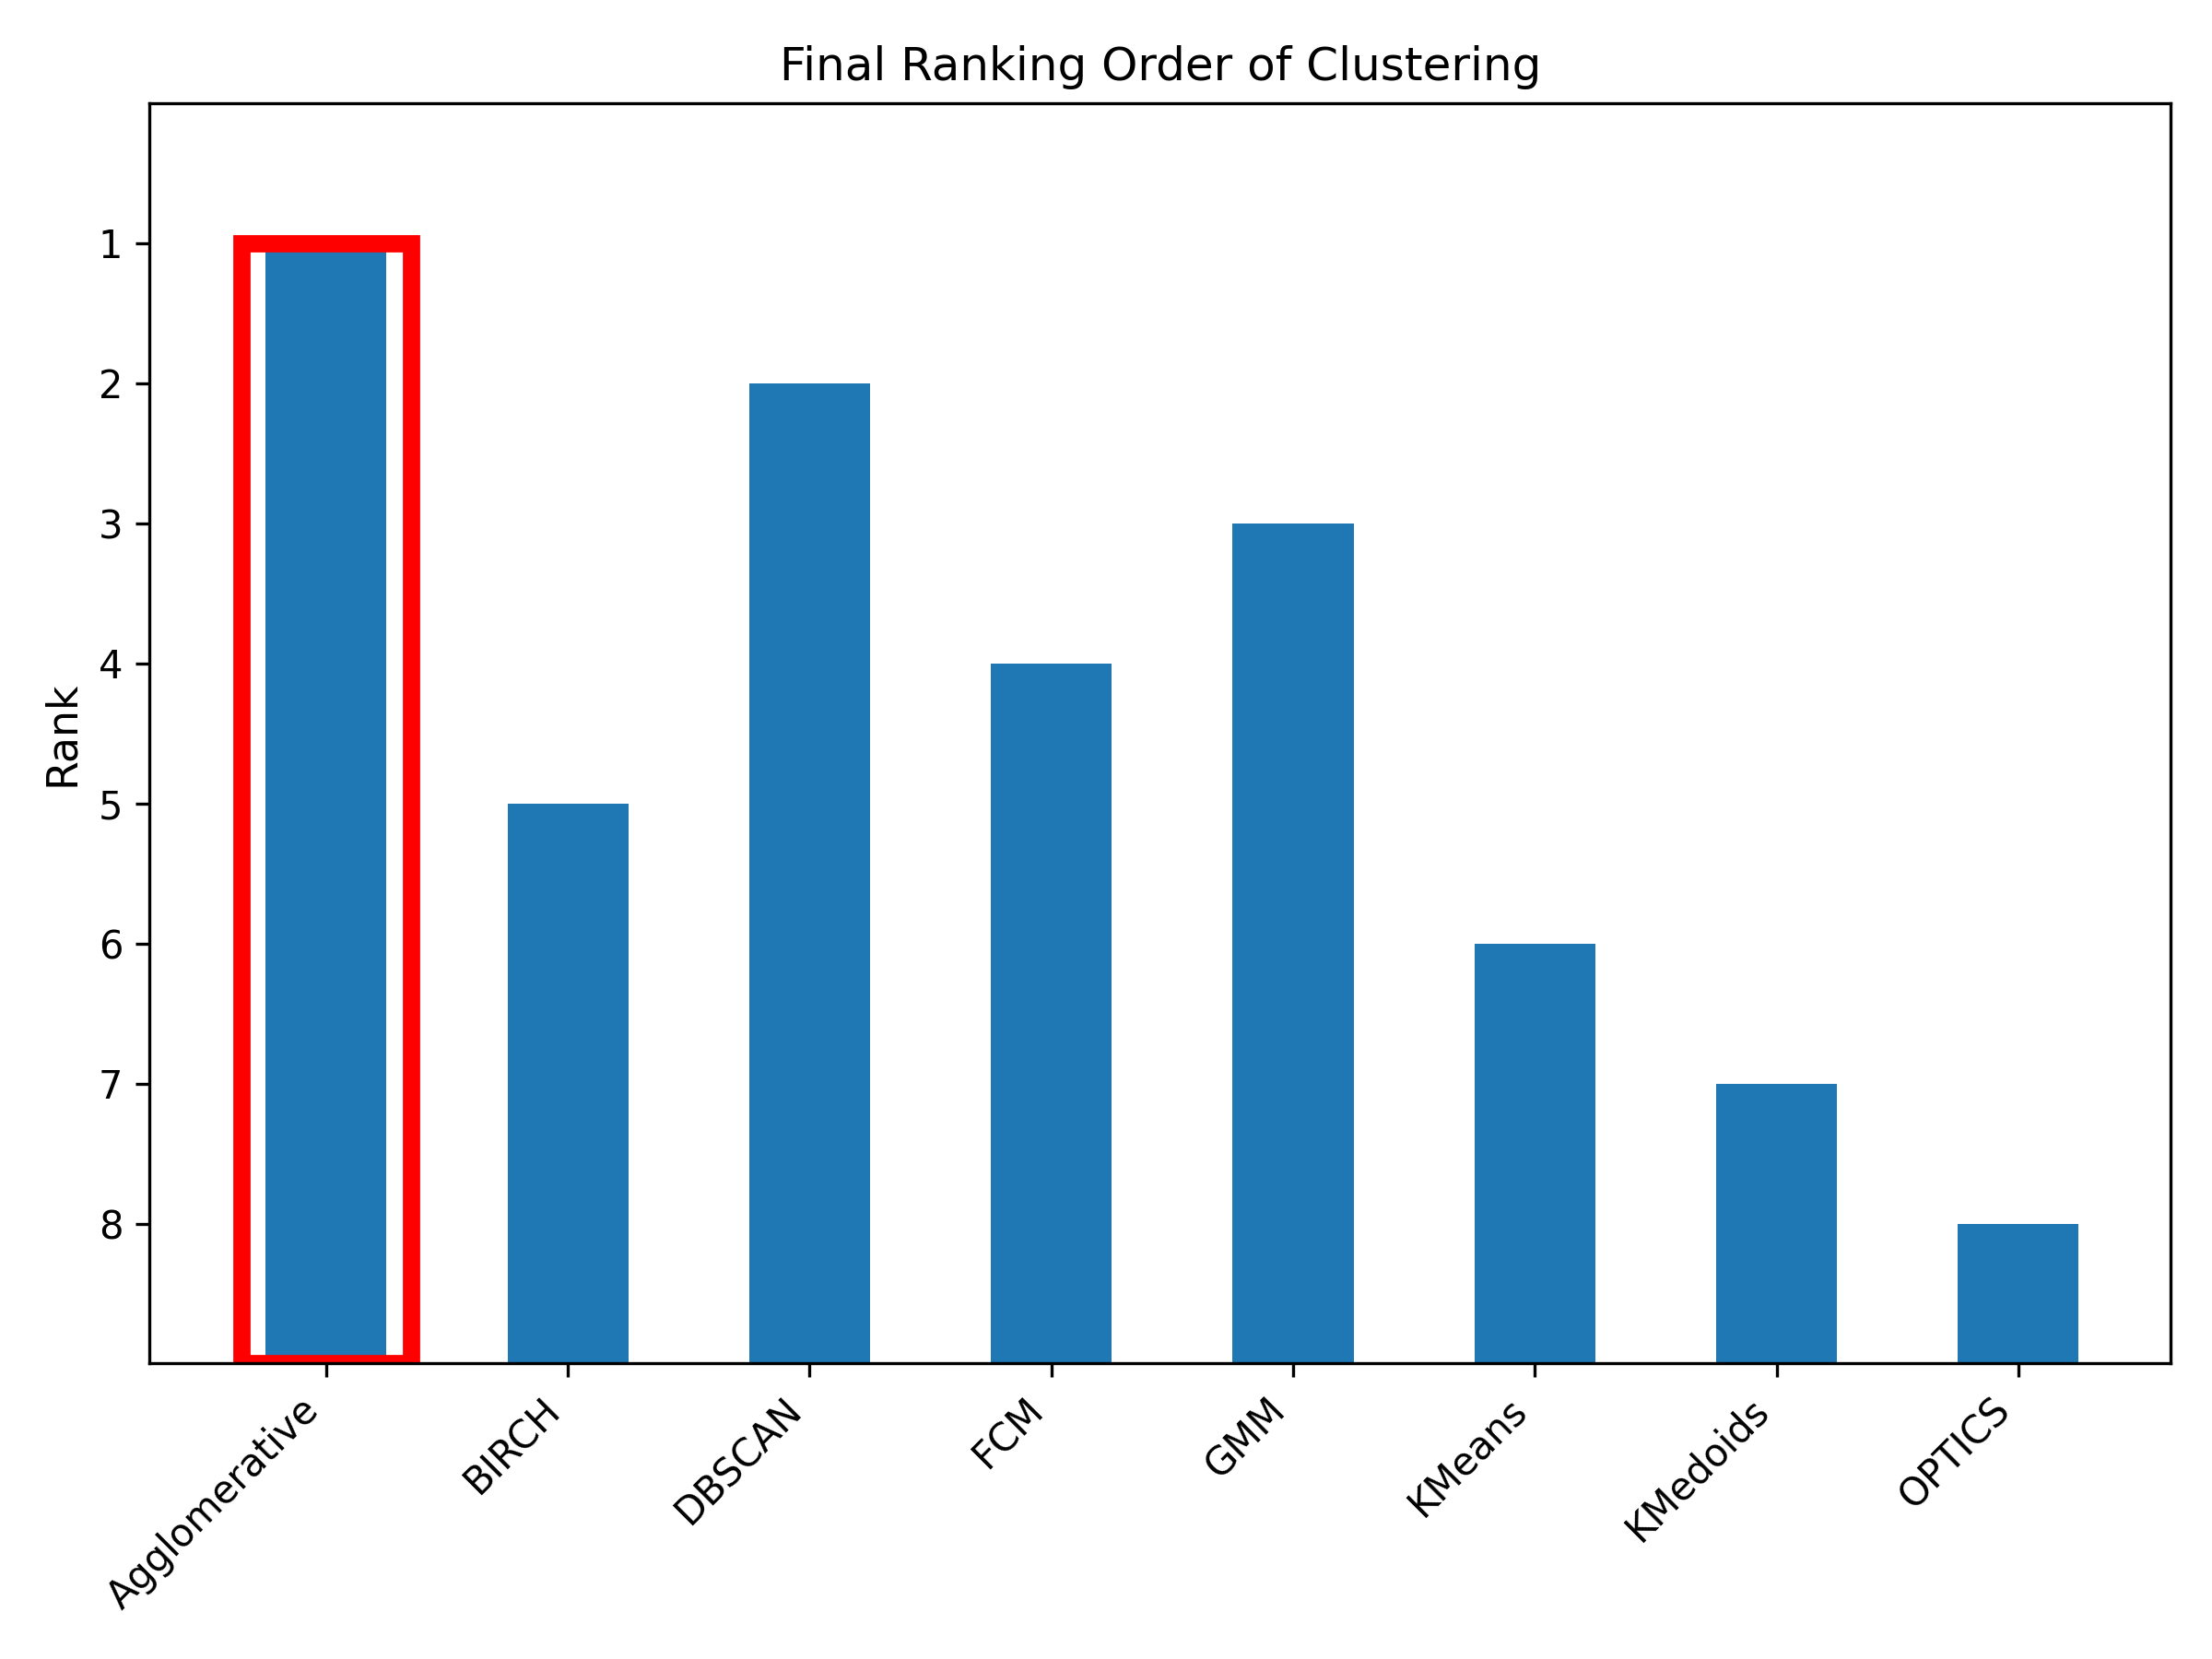 Final Ranking Order of Clustering
Rank
1
2
3
4
5
6
7
8
Agglomerative
BIRCH
DBSCAN
FCM
GMM
KMeans
KMedoids
OPTICS